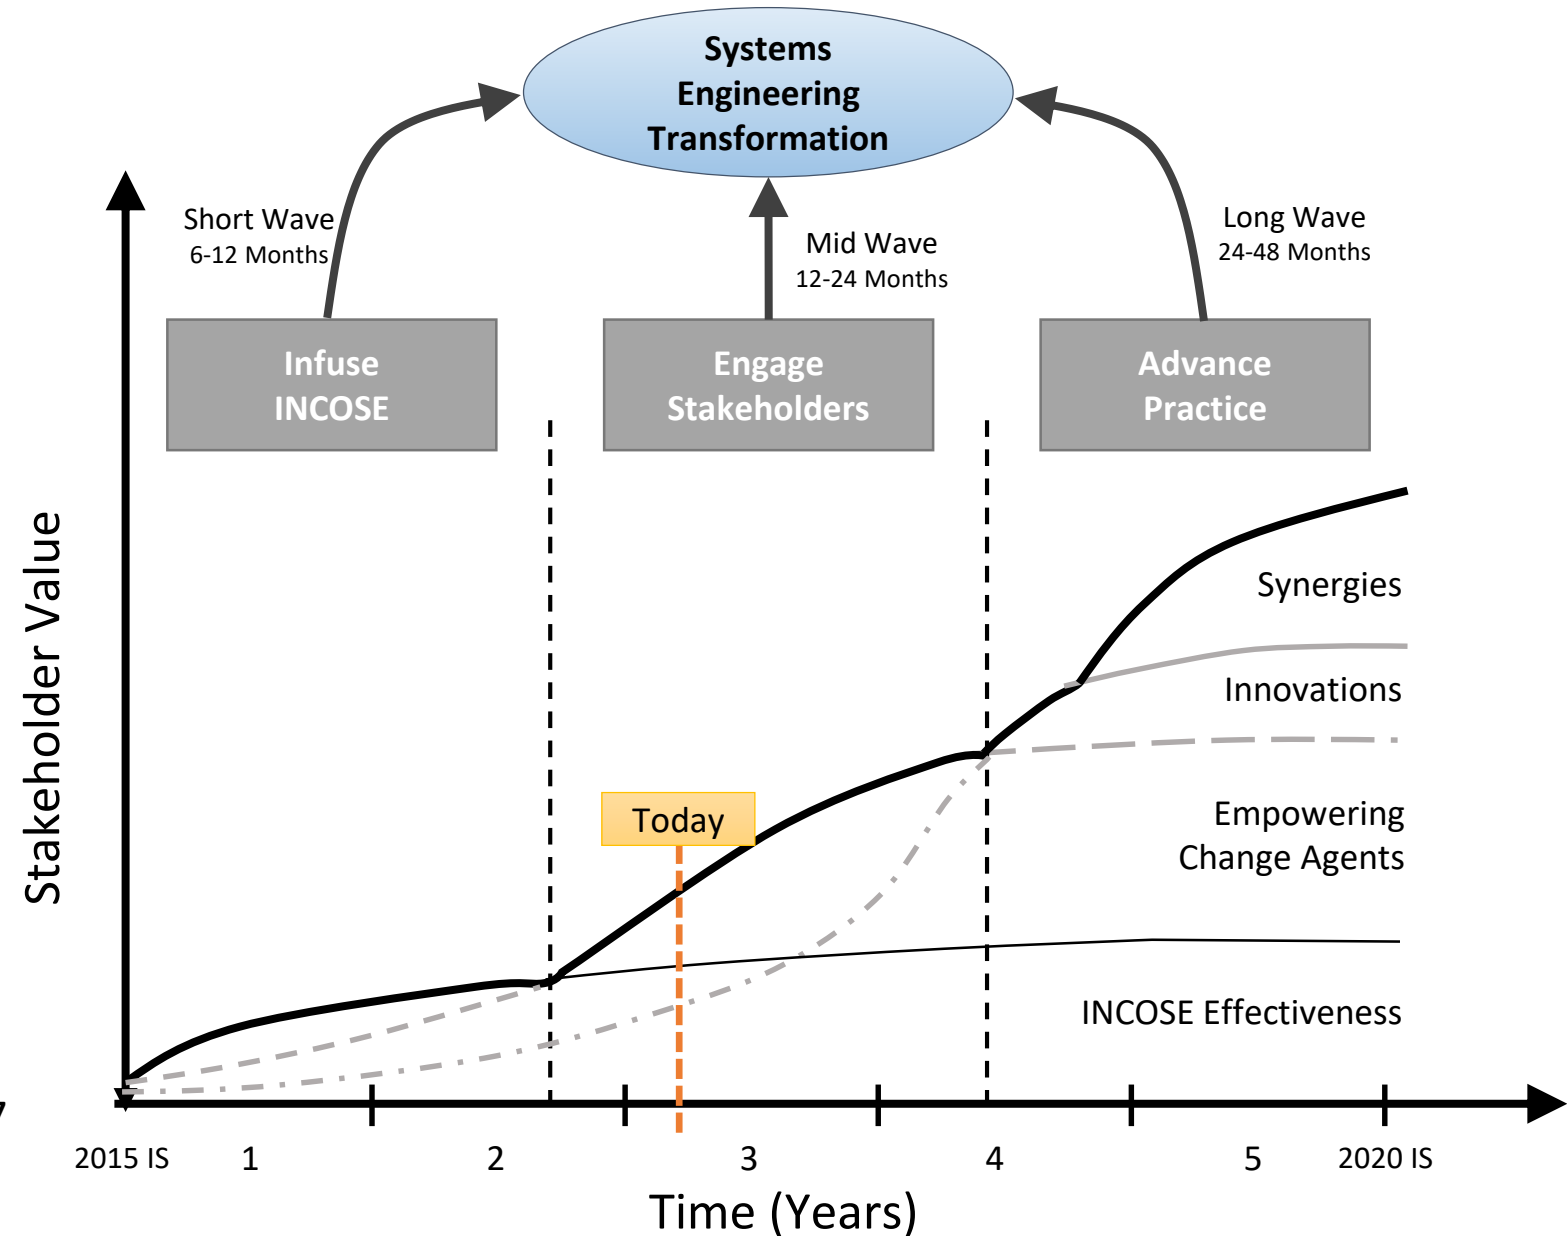 Systems
Engineering
Transformation
Short Wave
6-12 Months
Mid Wave
12-24 Months
Long Wave
24-48 Months
Infuse
INCOSE
Engage
Stakeholders
Advance
Practice
Stakeholder Value
Synergies
Innovations
Today
Empowering
Change Agents
INCOSE Effectiveness
2015 IS 1 2 3 4 5 2020 IS
Time (Years)